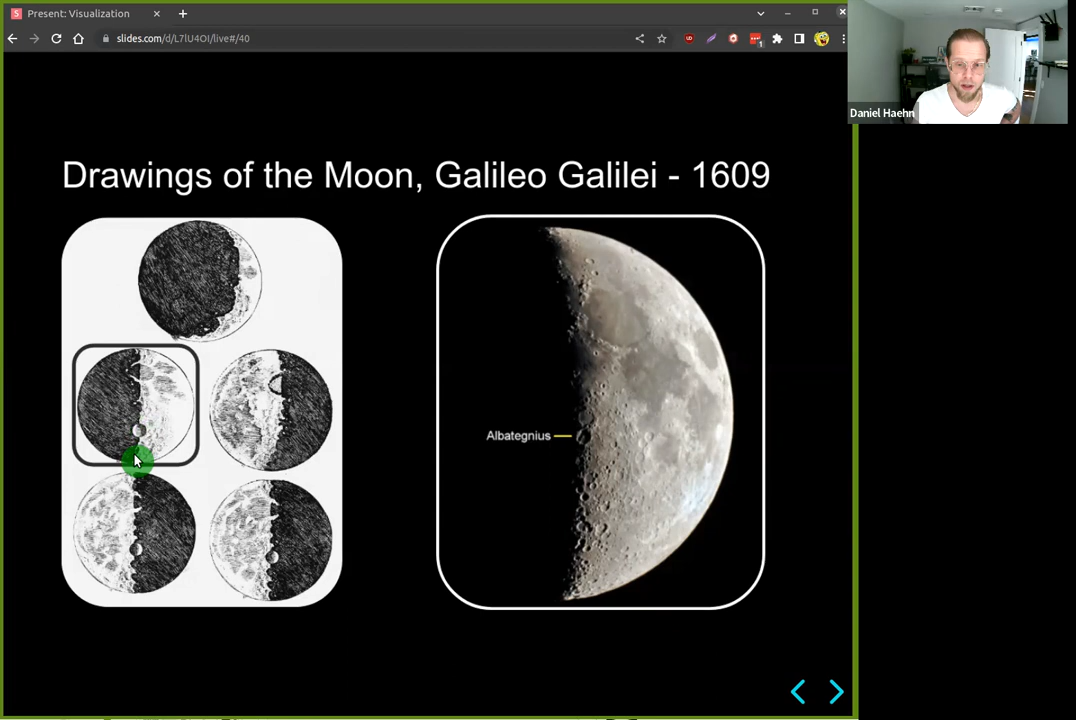 Present: Visualization
slides.com/d/L7lU4OI/live#/40
Daniel Haehn
Drawings of the Moon, Galileo Galilei - 1609
Albategnius